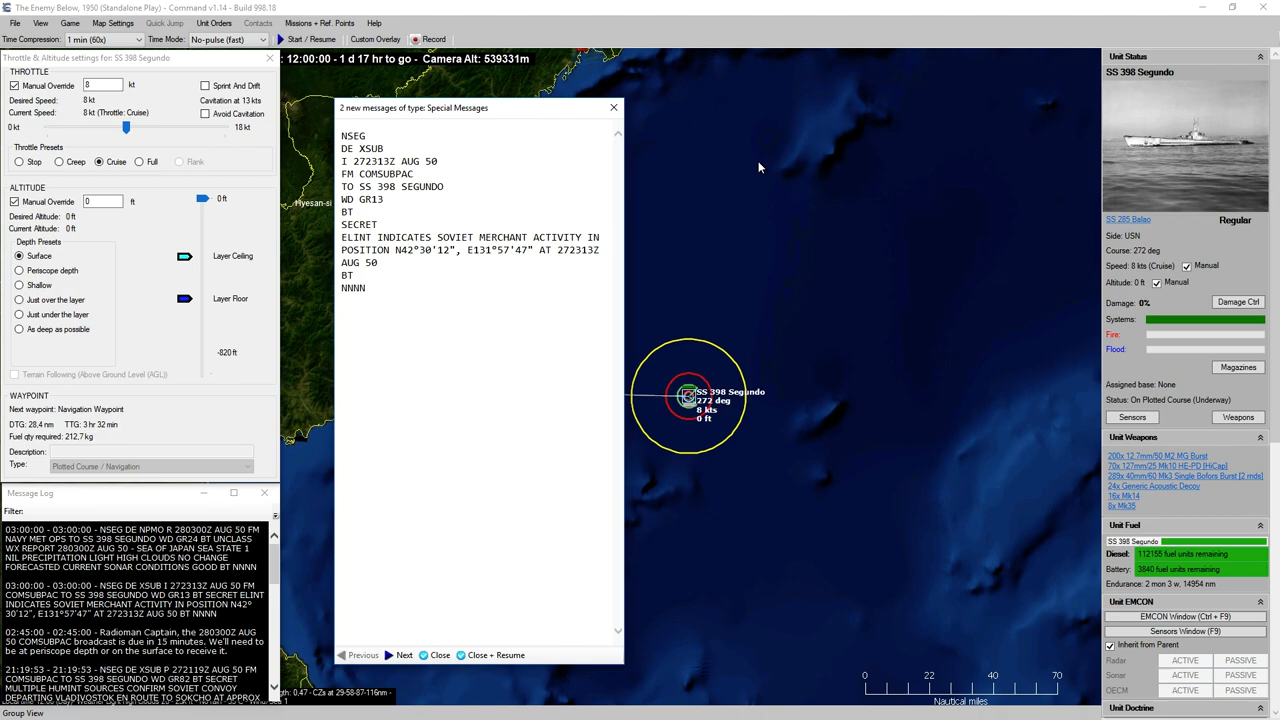 The Enemy Below, 1950 (Standalone Play) - Command v1.14 - Build 998.18
File View Game Map Settings Quick Jump Unit Orders Contacts Missions + Ref. Points Help
Time Compression: 1 min (60x) Time Mode: No-pulse (fast) Start / Resume Custom Overlay Record
Throttle & Altitude settings for: SS 398 Segundo
THROTTLE
Manual Override 8 kt Sprint And Drift
Desired Speed: 8 kt Cavitation at 13 kts
Current Speed: 8 kt (Throttle: Cruise) Avoid Cavitation
0 kt 18 kt
Throttle Presets
Stop Creep Cruise Full Flank
ALTITUDE
Manual Override 0 ft 0 ft
Desired Altitude: 0 ft
Current Altitude: 0 ft
Depth Presets
Surface Layer Ceiling
Periscope depth
Shallow
Just over the layer Layer Floor
Just under the layer
As deep as possible
-820 ft
Terrain Following (Above Ground Level (AGL))
WAYPOINT
Next waypoint: Navigation Waypoint
DTG: 28,4 nm TTG: 3 hr 32 min
Fuel qty required: 212,7 kg
Description:
Type: Plotted Course / Navigation
Message Log
Filter:
03:00:00 - 03:00:00 - NSEG DE NPMO R 280300Z AUG 50 FM
NAVY MET OPS TO SS 398 SEGUNDO WD GR24 BT UNCLASS
WX REPORT 280300Z AUG 50 - SEA OF JAPAN SEA STATE 1
NIL PRECIPITATION LIGHT HIGH CLOUDS NO CHANGE
FORECASTED CURRENT SONAR CONDITIONS GOOD BT NNNN
03:00:00 - 03:00:00 - NSEG DE XSUB I 272313Z AUG 50 FM
COMSUBPAC TO SS 398 SEGUNDO WD GR13 BT SECRET ELINT
INDICATES SOVIET MERCHANT ACTIVITY IN POSITION N42°
30'12", E131°57'47" AT 272313Z AUG 50 BT NNNN
02:45:00 - 02:45:00 - Radioman Captain, the 280300Z AUG
50 COMSUBPAC broadcast is due in 15 minutes. We'll need to
be at periscope depth or on the surface to receive it.
21:19:53 - 21:19:53 - NSEG DE XSUB P 272119Z AUG 50 FM
COMSUBPAC TO SS 398 SEGUNDO WD GR82 BT SECRET
MULTIPLE HUMINT SOURCES CONFIRM SOVIET CONVOY
DEPARTING VLADIVOSTOK EN ROUTE TO SOKCHO AT APPROX
Group View
: 12:00:00 - 1 d 17 hr to go - Camera Alt: 539331m
Hyesan-si
2 new messages of type: Special Messages
NSEG
DE XSUB
I 272313Z AUG 50
FM COMSUBPAC
TO SS 398 SEGUNDO
WD GR13
BT
SECRET
ELINT INDICATES SOVIET MERCHANT ACTIVITY IN
POSITION N42°30'12", E131°57'47" AT 272313Z
AUG 50
BT
NNNN
Previous Next Close Close + Resume
SS 398 Segundo
272 deg
8 kts
0 ft
0 22 44 70
Nautical miles
Unit Status
SS 398 Segundo
SS 285 Balao Regular
Side: USN
Course: 272 deg
Speed: 8 kts (Cruise) Manual
Altitude: 0 ft Manual
Damage: 0% Damage Ctrl
Systems:
Fire:
Flood:
Magazines
Assigned base: None
Status: On Plotted Course (Underway)
Sensors Weapons
Unit Weapons
200x 12.7mm/50 M2 MG Burst
70x 127mm/25 Mk10 HE-PD [HiCap]
289x 40mm/60 Mk3 Single Bofors Burst [2 rnds]
24x Generic Acoustic Decoy
16x Mk14
8x Mk35
Unit Fuel
SS 398 Segundo
Diesel: 112155 fuel units remaining
Battery: 3840 fuel units remaining
Endurance: 2 mon 3 w, 14954 nm
Unit EMCON
EMCON Window (Ctrl + F9)
Sensors Window (F9)
Inherit from Parent
Radar ACTIVE PASSIVE
Sonar ACTIVE PASSIVE
OECM ACTIVE PASSIVE
Unit Doctrine